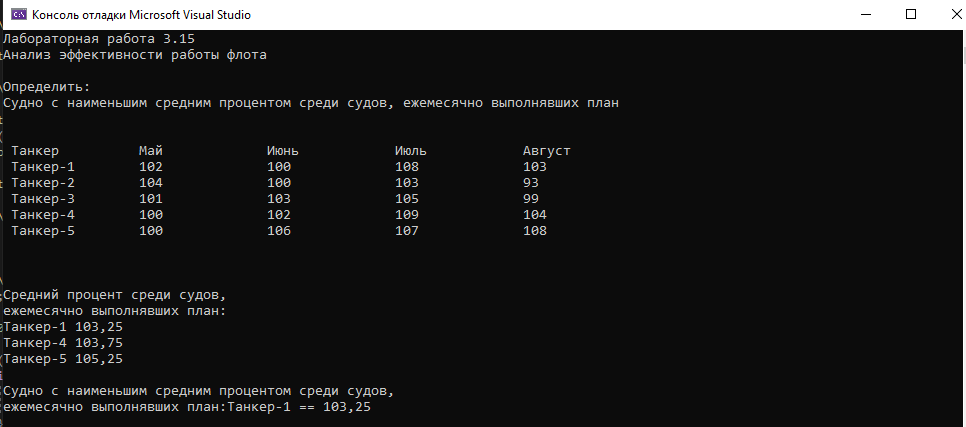 Консоль отладки Microsoft Visual Studio
Лабораторная работа 3.15
Анализ эффективности работы флота
Определить:
Судно с наименьшим средним процентом среди судов, ежемесячно выполнявших план
Танкер Май Июнь Июль Август
Танкер-1 102 100 108 103
Танкер-2 104 100 103 93
Танкер-3 101 103 105 99
Танкер-4 100 102 109 104
Танкер-5 100 106 107 108
Средний процент среди судов,
ежемесячно выполнявших план:
Танкер-1 103,25
Танкер-4 103,75
Танкер-5 105,25
Судно с наименьшим средним процентом среди судов,
ежемесячно выполнявших план:Танкер-1 == 103,25